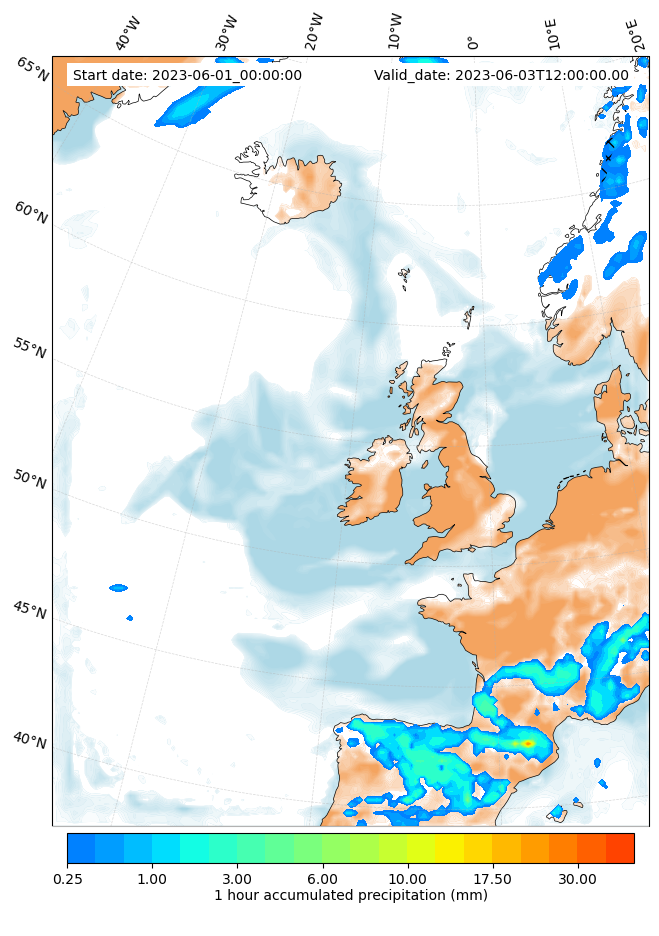 40°W 30°W 20°W 10°W 0° 10°E 20°E
65°N
Start date: 2023-06-01_00:00:00 Valid_date: 2023-06-03T12:00:00.00
60°N
55°N
50°N
45°N
40°N
0.25 1.00 3.00 6.00 10.00 17.50 30.00
1 hour accumulated precipitation (mm)